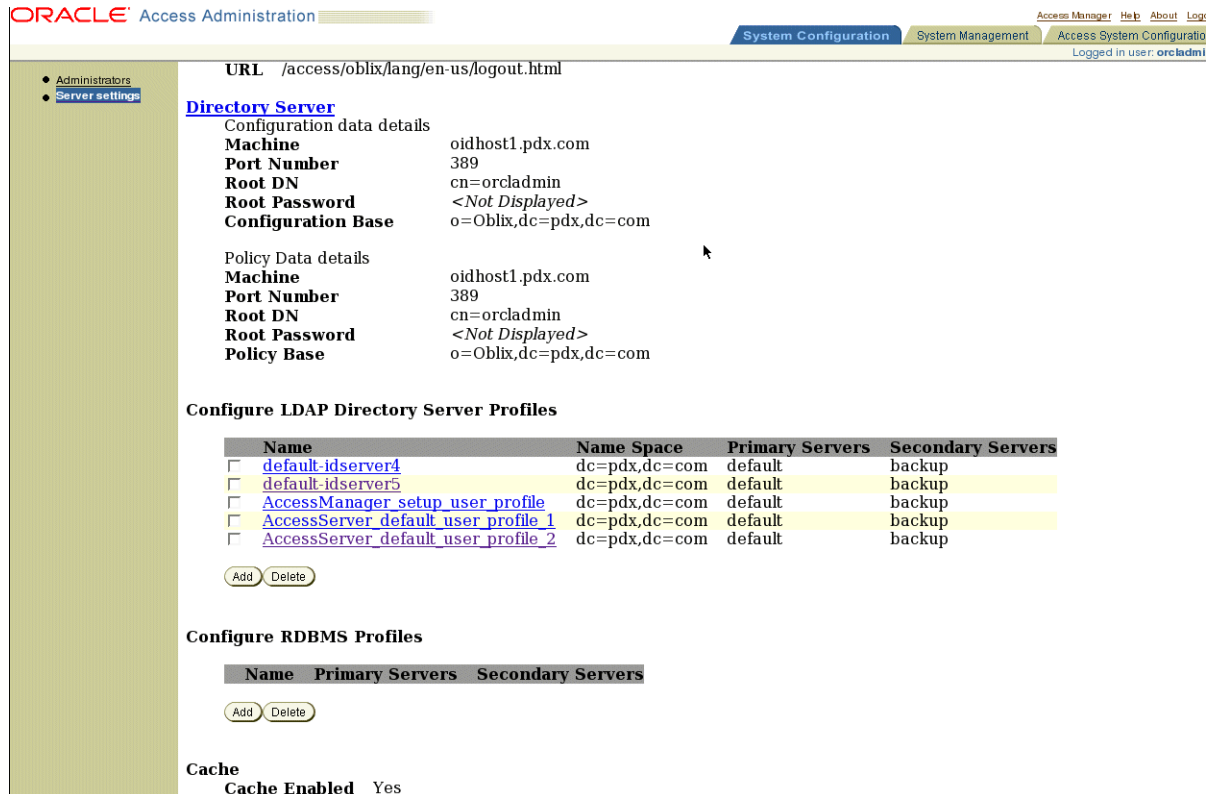 ORACLE Access Administration
Access Manager Help About Logo
System Configuration System Management Access System Configuratio
Logged in user: orcladmi
Administrators
Server settings
URL /access/oblix/lang/en-us/logout.html
Directory Server
Configuration data details
Machine oidhost1.pdx.com
Port Number 389
Root DN cn=orcladmin
Root Password <Not Displayed>
Configuration Base o=Oblix,dc=pdx,dc=com
Policy Data details
Machine oidhost1.pdx.com
Port Number 389
Root DN cn=orcladmin
Root Password <Not Displayed>
Policy Base o=Oblix,dc=pdx,dc=com
Configure LDAP Directory Server Profiles
Name Name Space Primary Servers Secondary Servers
default-idserver4 dc=pdx,dc=com default backup
default-idserver5 dc=pdx,dc=com default backup
AccessManager_setup_user_profile dc=pdx,dc=com default backup
AccessServer_default_user_profile_1 dc=pdx,dc=com default backup
AccessServer_default_user_profile_2 dc=pdx,dc=com default backup
Add Delete
Configure RDBMS Profiles
Name Primary Servers Secondary Servers
Add Delete
Cache
Cache Enabled Yes